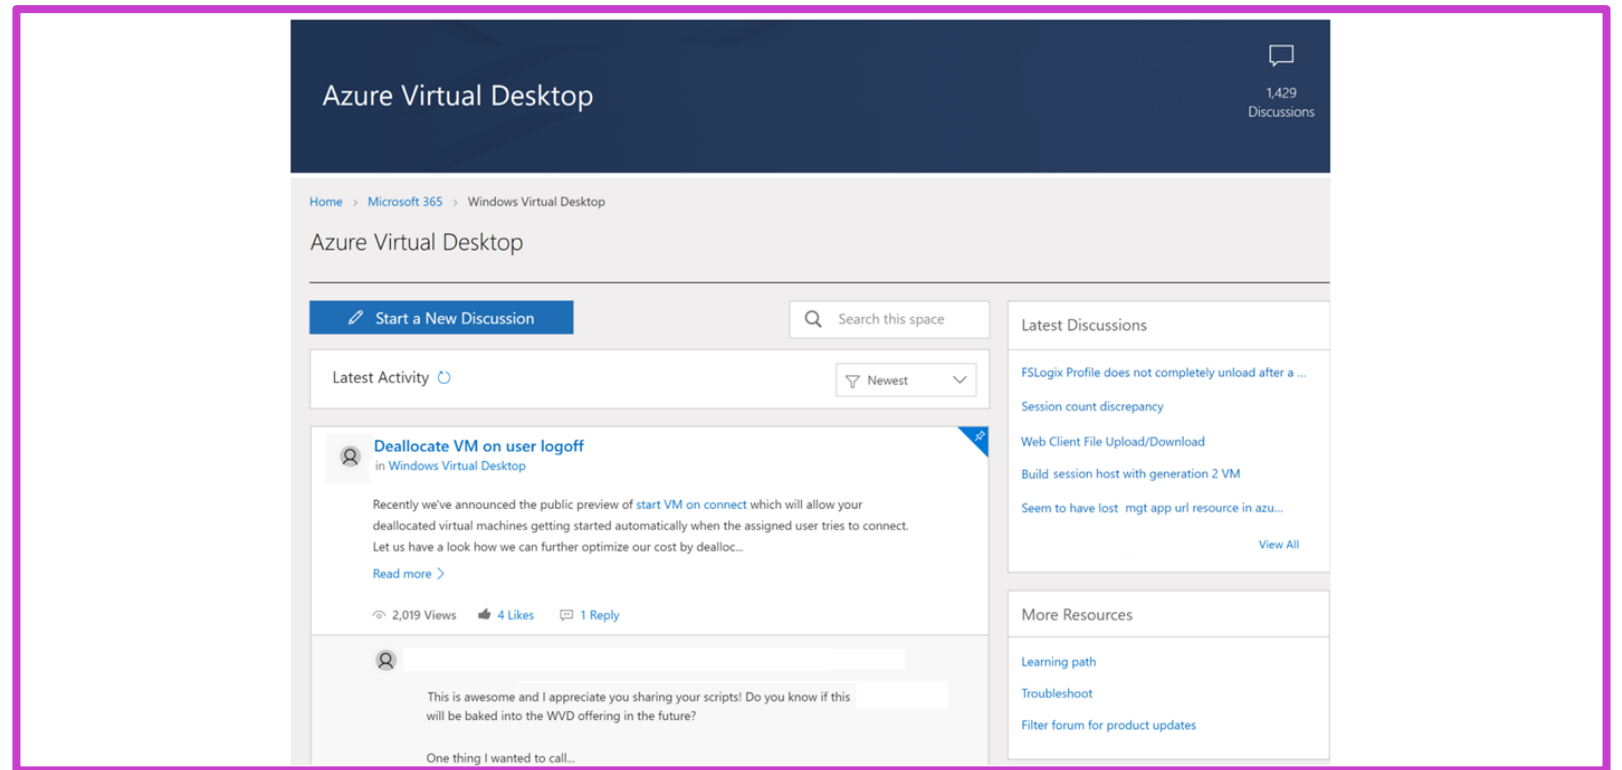 Azure Virtual Desktop
1,429
Discussions
Home > Microsoft 365 > Windows Virtual Desktop
Azure Virtual Desktop
Start a New Discussion
Search this space
Latest Activity
Newest
Deallocate VM on user logoff
in Windows Virtual Desktop
Recently we've announced the public preview of start VM on connect which will allow your
deallocated virtual machines getting started automatically when the assigned user tries to connect.
Let us have a look how we can further optimize our cost by dealloc...
Read more >
2,019 Views 4 Likes 1 Reply
This is awesome and I appreciate you sharing your scripts! Do you know if this
will be baked into the WVD offering in the future?
One thing I wanted to call...
Latest Discussions
FSLogix Profile does not completely unload after a ...
Session count discrepancy
Web Client File Upload/Download
Build session host with generation 2 VM
Seem to have lost mgt app url resource in azu...
View All
More Resources
Learning path
Troubleshoot
Filter forum for product updates